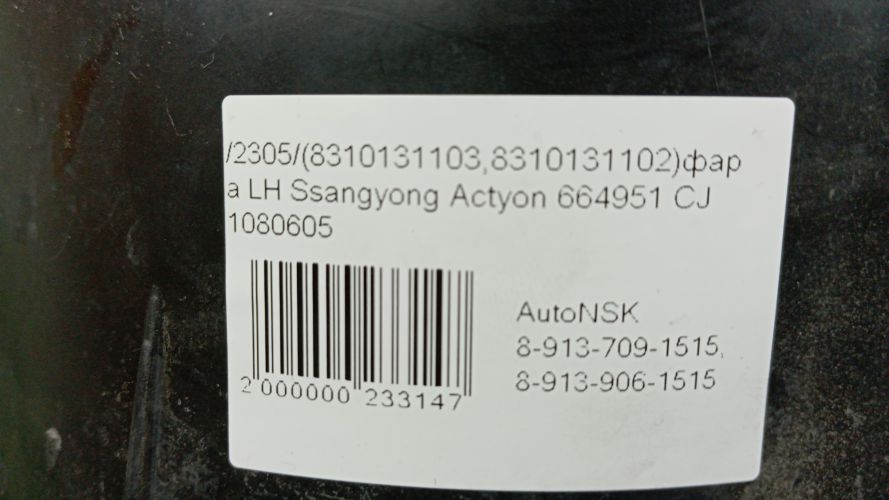 /2305/(8310131103,8310131102)фар
а LH Ssangyong Actyon 664951 CJ
1080605
AutoNSK
8-913-709-1515,
8-913-906-1515
2 000000 233147